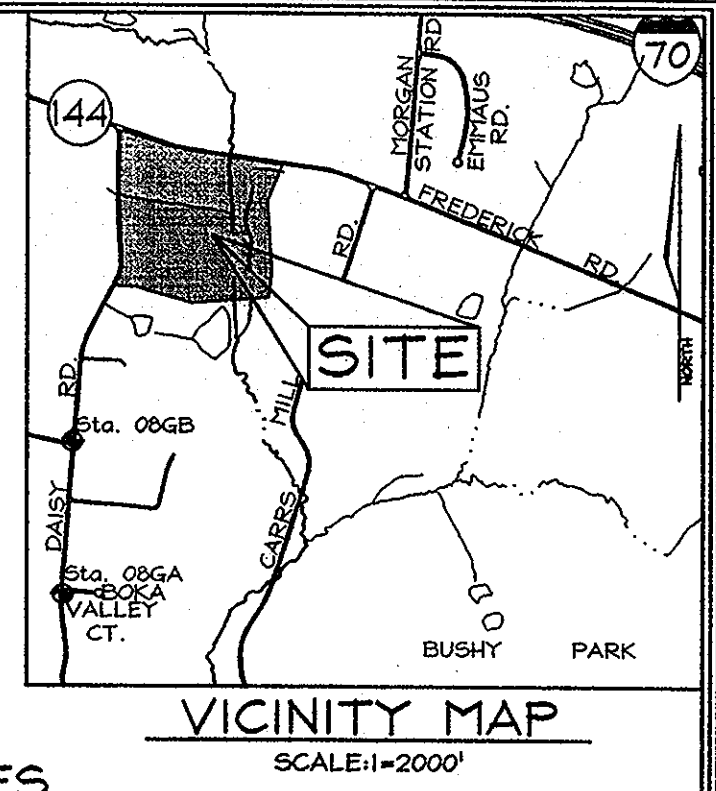 70
144
MORGAN
STATION RD
EMMAUS
RD.
FREDERICK RD
RD.
SITE
NORTH
MILL
CARRS
RD.
Sta. 08GB
DAISY
Sta. 08GA
BOKA
VALLEY
CT.
BUSHY PARK
VICINITY MAP
SCALE:1=2000'